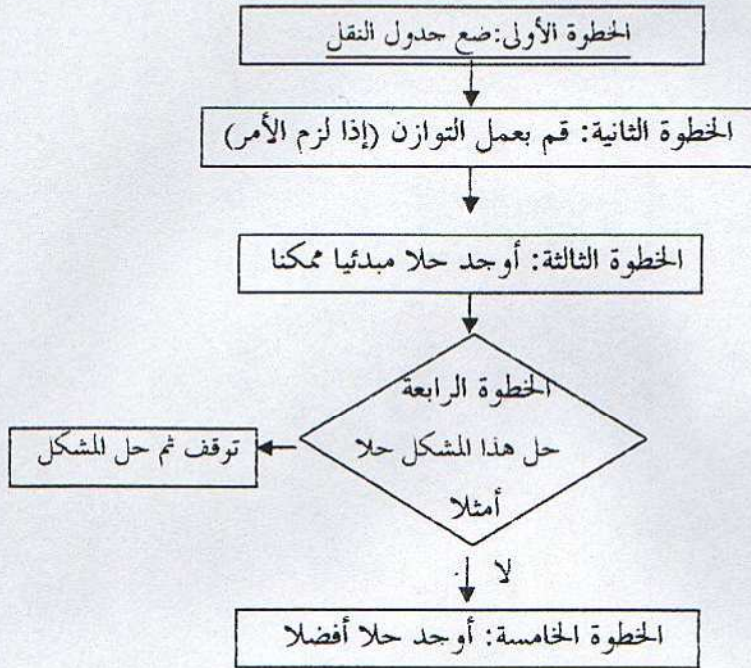 الخطوة الأولى:ضع جدول النقل
الخطوة الثانية: قم بعمل التوازن (إذا لزم الأمر)
الخطوة الثالثة: أوجد حلا مبدئيا ممكنا
الخطوة الرابعة
حل هذا المشكل حلا
أمثلا
توقف ثم حل المشكل
لا
الخطوة الخامسة: أوجد حلا أفضلا